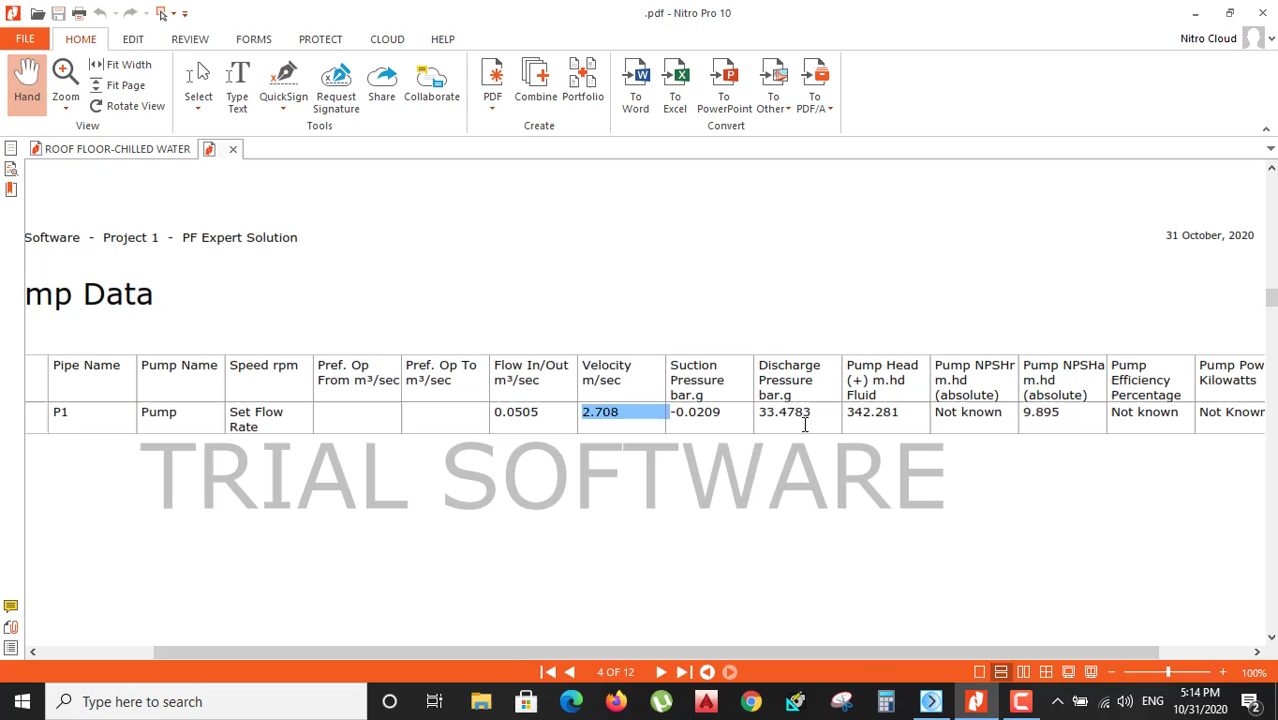 .pdf - Nitro Pro 10
FILE
HOME
EDIT
REVIEW
FORMS
PROTECT
CLOUD
HELP
Nitro Cloud
Hand
Zoom
Fit Width
Fit Page
Rotate View
View
Select
Type
Text
QuickSign
Request
Signature
Share
Collaborate
Tools
PDF
Combine
Portfolio
Create
To
Word
To
Excel
To
PowerPoint
To
Other
To
PDF/A
Convert
ROOF FLOOR-CHILLED WATER
Software - Project 1 - PF Expert Solution
31 October, 2020
mp Data
Pipe Name
Pump Name
Speed rpm
Pref. Op
From m³/sec
Pref. Op To
m³/sec
Flow In/Out
m³/sec
Velocity
m/sec
Suction
Pressure
bar.g
Discharge
Pressure
bar.g
Pump Head
(+) m.hd
Fluid
Pump NPSHr
m.hd
(absolute)
Pump NPSHa
m.hd
(absolute)
Pump
Efficiency
Percentage
Pump Pow
Kilowatts
P1
Pump
Set Flow
Rate
0.0505
2.708
-0.0209
33.4783
342.281
Not known
9.895
Not known
Not Known
TRIAL SOFTWARE
4 OF 12
100%
Type here to search
ENG
5:14 PM
10/31/2020
2